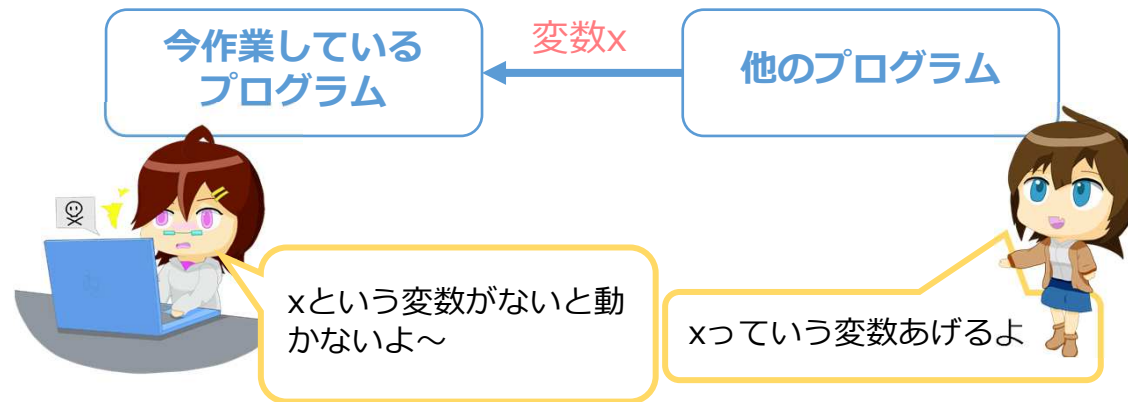 今作業している
プログラム
変数x
他のプログラム
xという変数がないと動
かないよ～
xっていう変数あげるよ